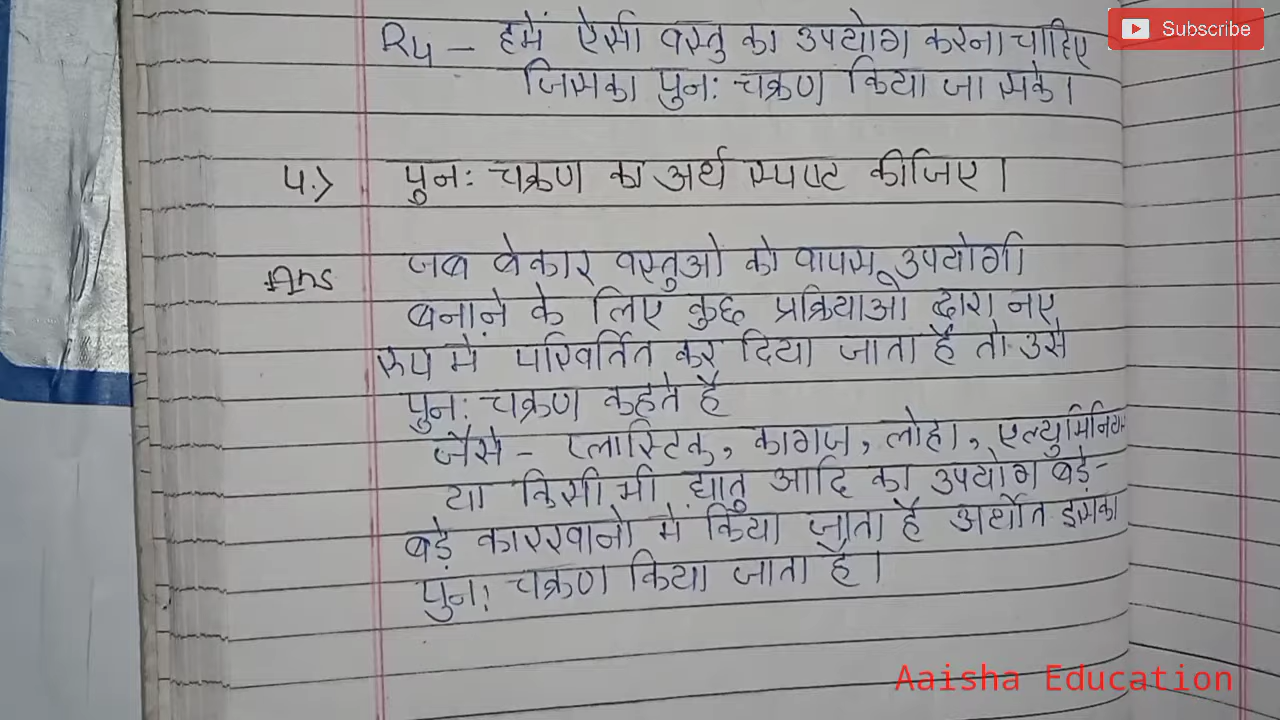 R4 - हमें ऐसी वस्तु का उपयोग करना चाहिए
जिसका पुनः चक्रण किया जा सके।
Subscribe
4.> पुनः चक्रण का अर्थ स्पष्ट कीजिए।
Ans जब बेकार वस्तुओ को वापस उपयोगी
बनाने के लिए कुछ प्रक्रियाओ द्वारा नए
रूप मे परिवर्तित कर दिया जाता है तो उसे
पुनः चक्रण कहते है
जैसे - प्लास्टिक, कागज, लोहा, एल्युमिनियम
या किसी भी धातु आदि का उपयोग बड़े-
बड़े कारखानो मे किया जाता है अर्थात इसका
पुनः चक्रण किया जाता है।
Aaisha Education